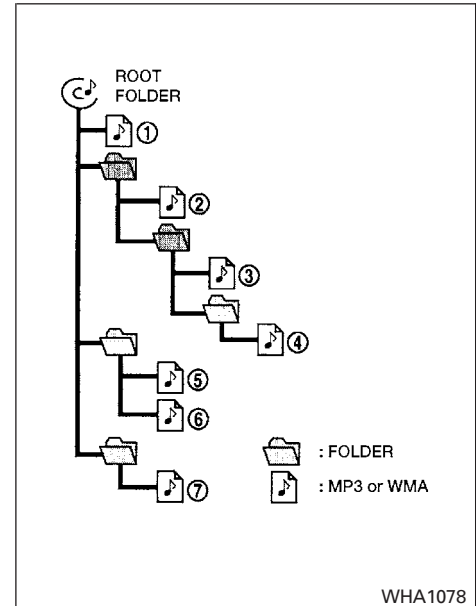 ROOT
FOLDER
①
②
③
④
⑤
⑥
⑦
: FOLDER
: MP3 or WMA
WHA1078